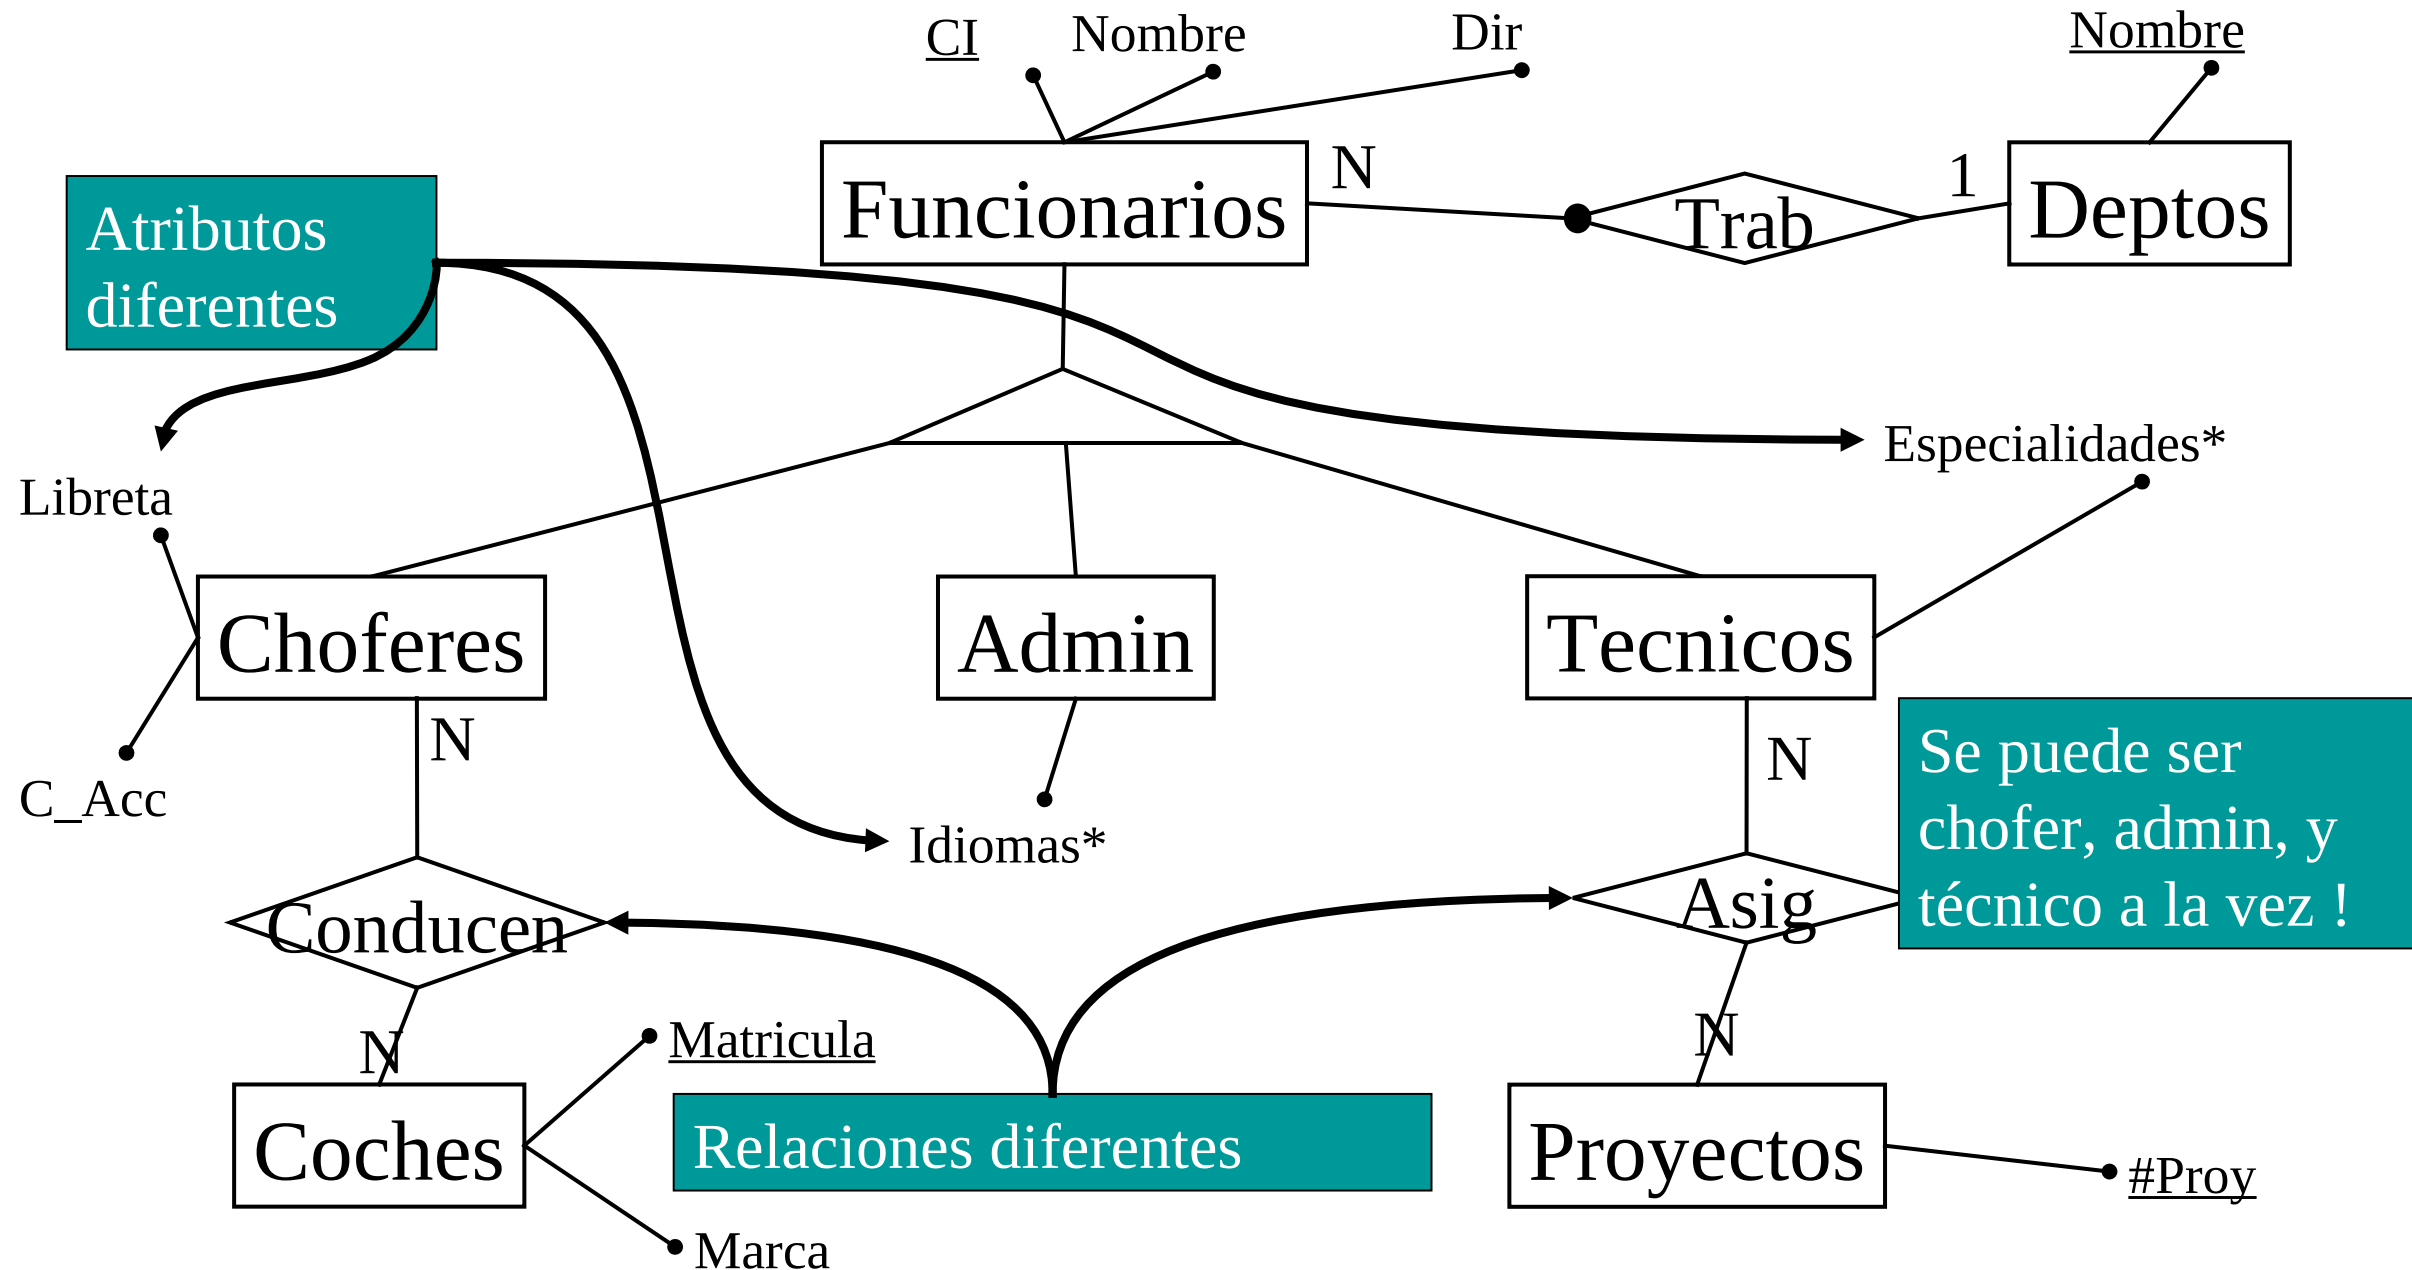 CI
Nombre
Dir
Nombre
Funcionarios
N
Trab
1
Deptos
Atributos
diferentes
Especialidades*
Libreta
Choferes
Admin
Tecnicos
C_Acc
N
N
Idiomas*
Se puede ser
chofer, admin, y
técnico a la vez !
Conducen
Asig
N
N
Matricula
Coches
Relaciones diferentes
Proyectos
#Proy
Marca